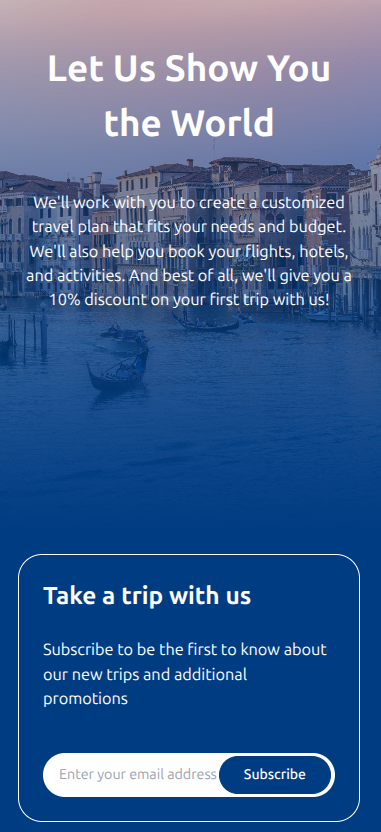 Let Us Show You
the World
We'll work with you to create a customized
travel plan that fits your needs and budget.
We'll also help you book your flights, hotels,
and activities. And best of all, we'll give you a
10% discount on your first trip with us!
Take a trip with us
Subscribe to be the first to know about
our new trips and additional
promotions
Enter your email address Subscribe